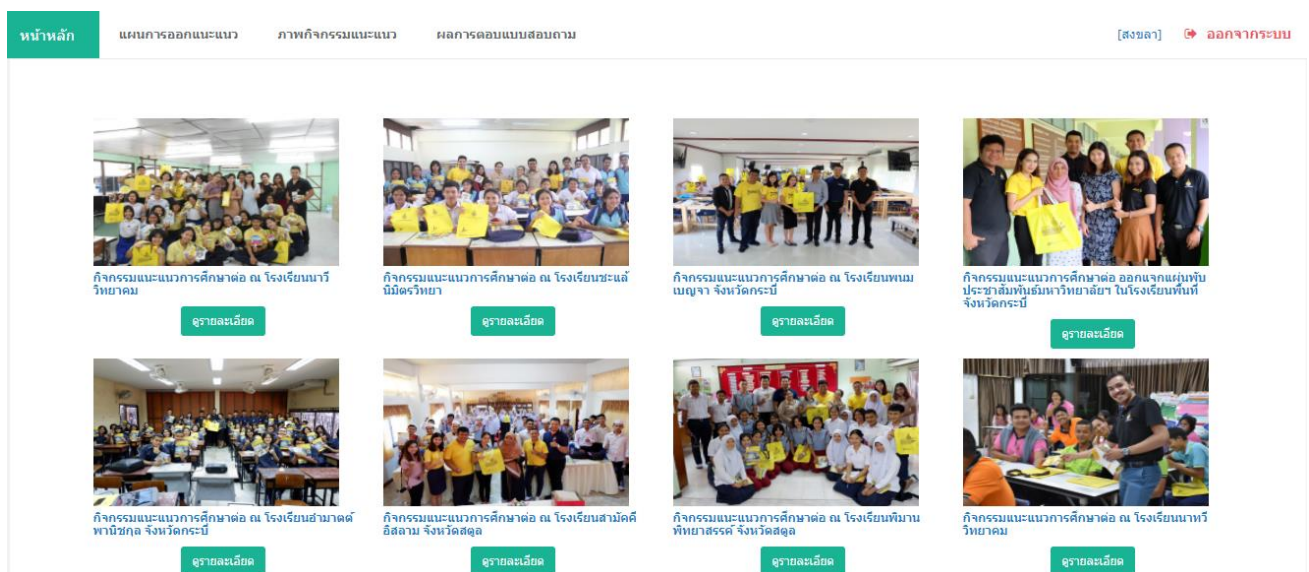 หน้าหลัก
แผนการออกแนะแนว
ภาพกิจกรรมแนะแนว
ผลการตอบแบบสอบถาม
[สงขลา]
ออกจากระบบ
กิจกรรมแนะแนวการศึกษาต่อ ณ โรงเรียนนาวี
วิทยาคม
ดูรายละเอียด
กิจกรรมแนะแนวการศึกษาต่อ ณ โรงเรียนชะแล้
นิมิตรวิทยา
ดูรายละเอียด
กิจกรรมแนะแนวการศึกษาต่อ ณ โรงเรียนพนม
เบญจา จังหวัดกระบี่
ดูรายละเอียด
กิจกรรมแนะแนวการศึกษาต่อ ออกแจกแผ่นพับ
ประชาสัมพันธ์มหาวิทยาลัยฯ ในโรงเรียนพื้นที่
จังหวัดกระบี่
ดูรายละเอียด
กิจกรรมแนะแนวการศึกษาต่อ ณ โรงเรียนอำมาตย์
พานิชกุล จังหวัดกระบี่
ดูรายละเอียด
กิจกรรมแนะแนวการศึกษาต่อ ณ โรงเรียนสามัคคี
อิสลาม จังหวัดสตูล
ดูรายละเอียด
กิจกรรมแนะแนวการศึกษาต่อ ณ โรงเรียนพิมาน
พิทยาสรรค์ จังหวัดสตูล
ดูรายละเอียด
กิจกรรมแนะแนวการศึกษาต่อ ณ โรงเรียนนาทวี
วิทยาคม
ดูรายละเอียด